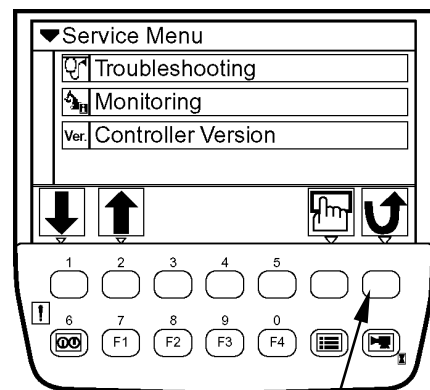 Service Menu
Troubleshooting
Monitoring
Ver. Controller Version
1 2 3 4 5
!
6 7 8 9 0
F1 F2 F3 F4